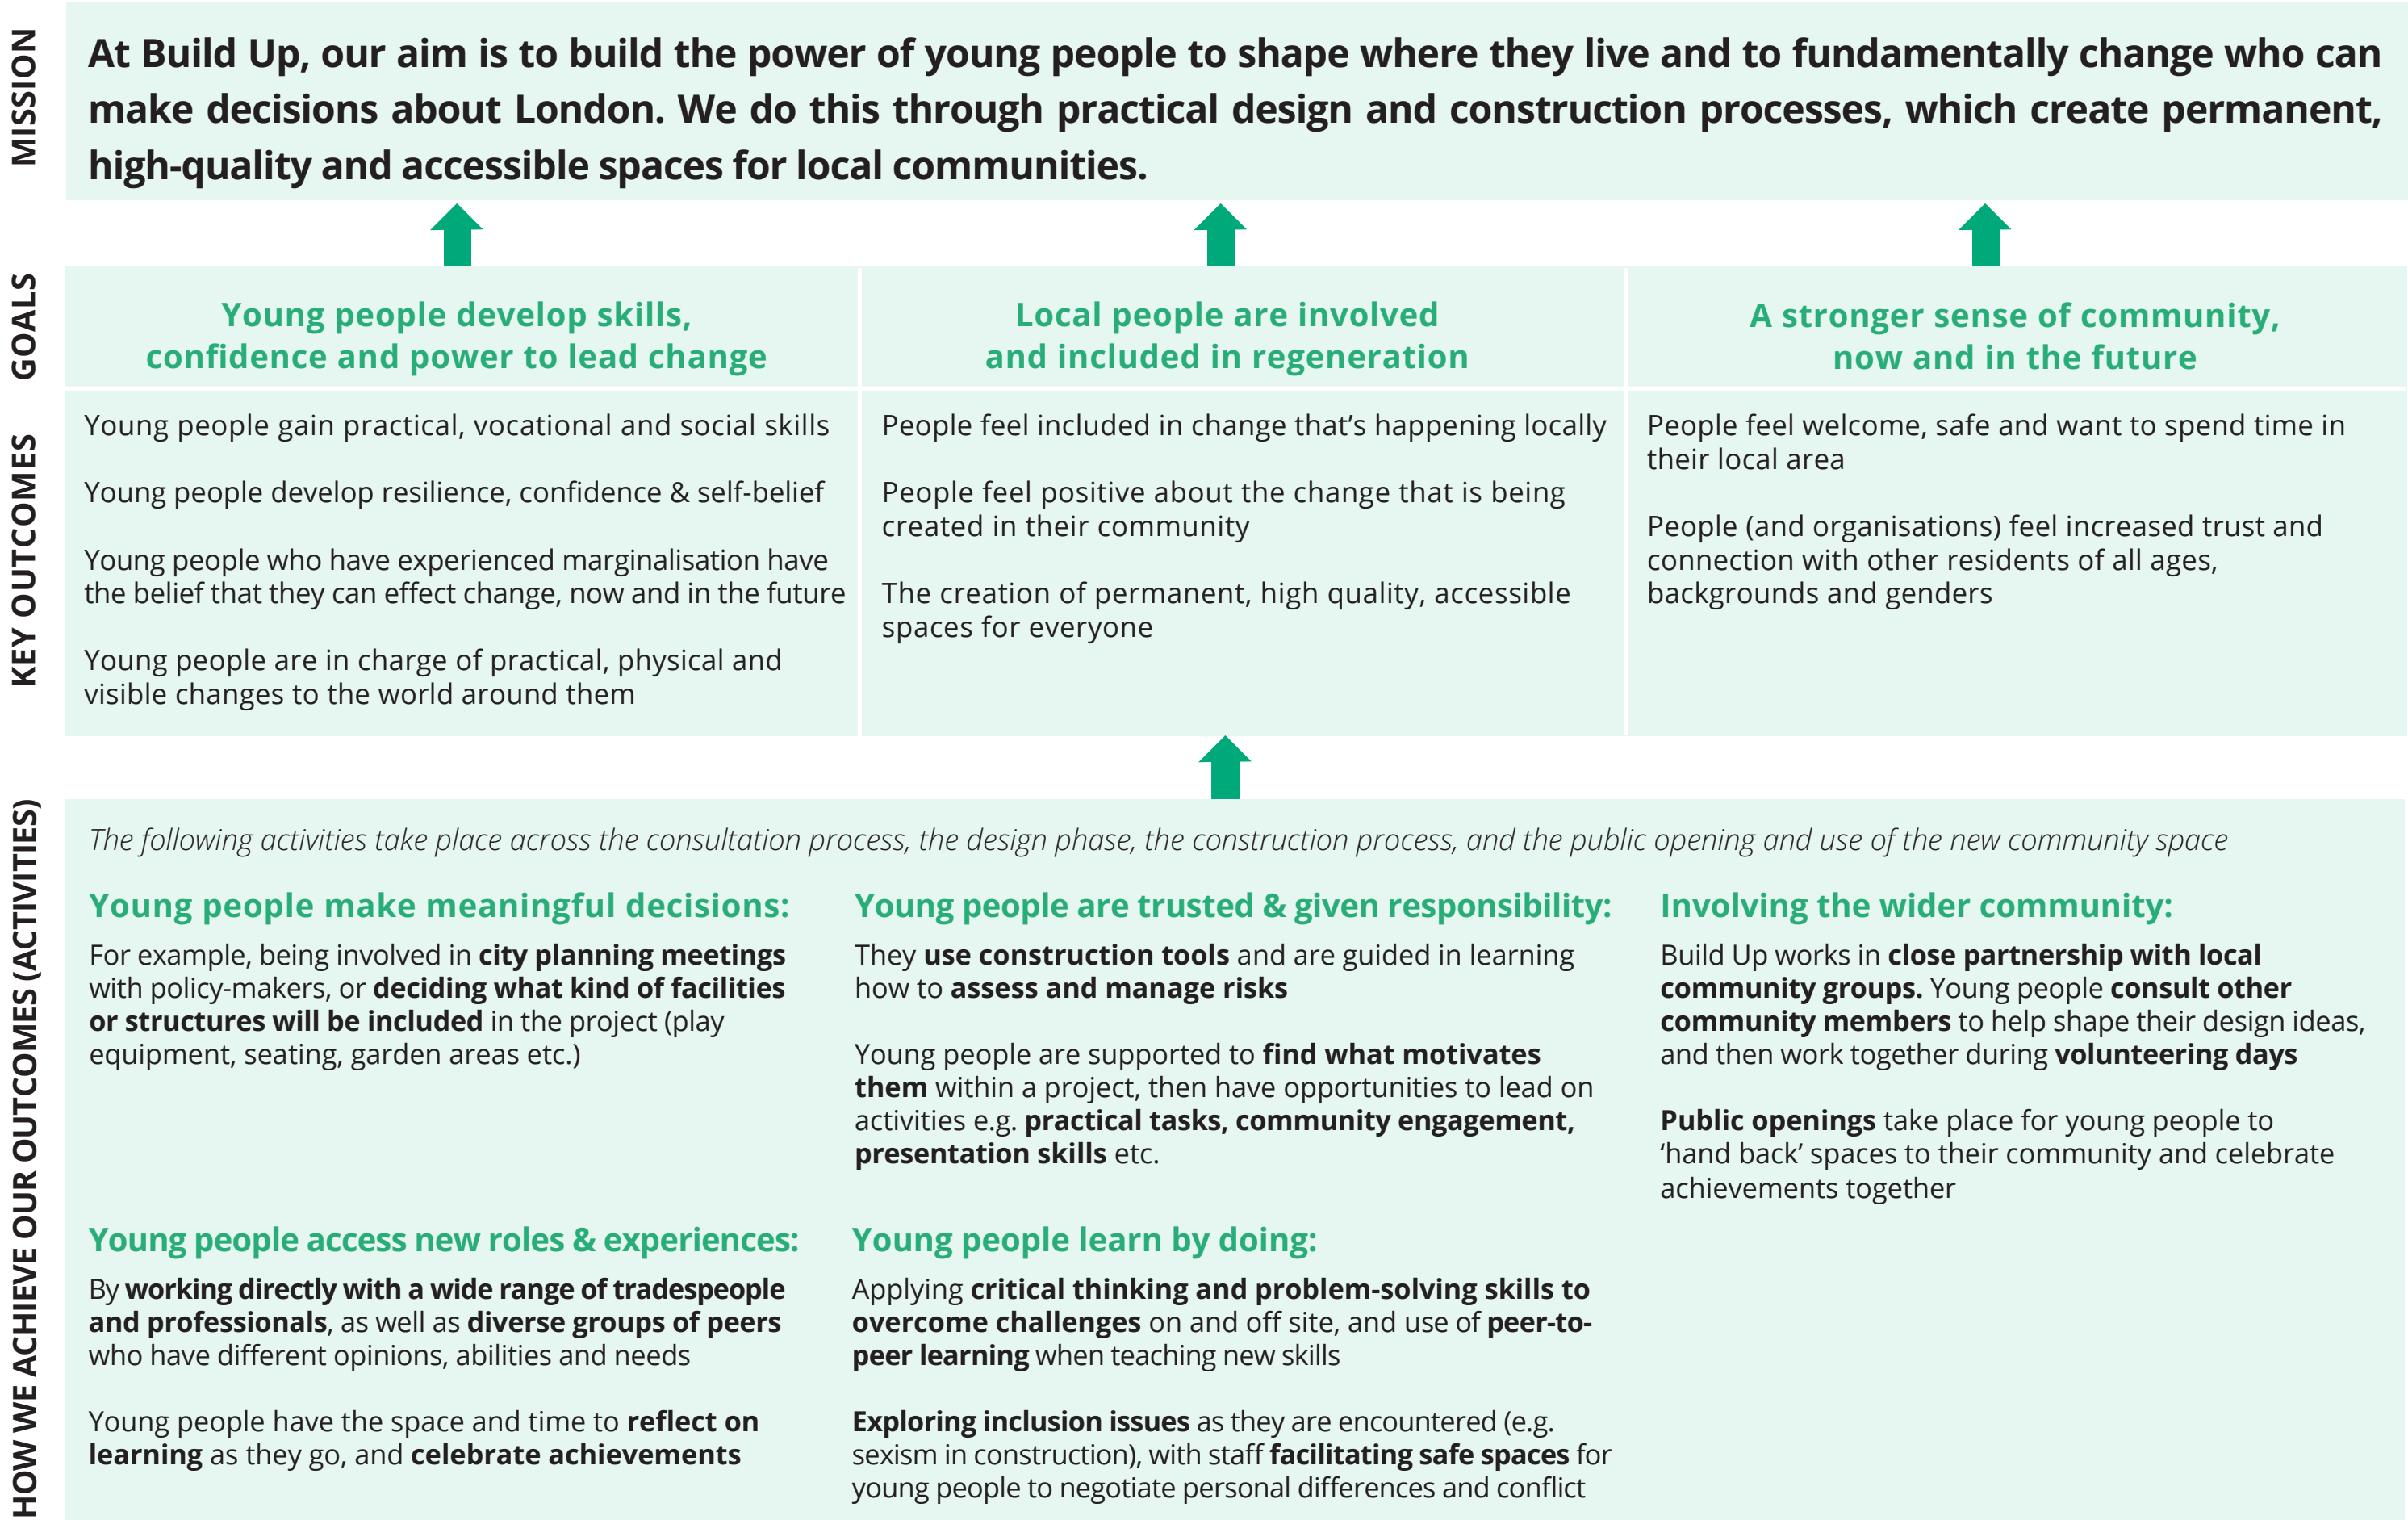 MISSION
At Build Up, our aim is to build the power of young people to shape where they live and to fundamentally change who can
make decisions about London. We do this through practical design and construction processes, which create permanent,
high-quality and accessible spaces for local communities.
GOALS
Young people develop skills,
confidence and power to lead change
Local people are involved
and included in regeneration
A stronger sense of community,
now and in the future
KEY OUTCOMES
Young people gain practical, vocational and social skills
Young people develop resilience, confidence & self-belief
Young people who have experienced marginalisation have
the belief that they can effect change, now and in the future
Young people are in charge of practical, physical and
visible changes to the world around them
People feel included in change that’s happening locally
People feel positive about the change that is being
created in their community
The creation of permanent, high quality, accessible
spaces for everyone
People feel welcome, safe and want to spend time in
their local area
People (and organisations) feel increased trust and
connection with other residents of all ages,
backgrounds and genders
HOW WE ACHIEVE OUR OUTCOMES (ACTIVITIES)
The following activities take place across the consultation process, the design phase, the construction process, and the public opening and use of the new community space
Young people make meaningful decisions:
For example, being involved in city planning meetings
with policy-makers, or deciding what kind of facilities
or structures will be included in the project (play
equipment, seating, garden areas etc.)
Young people are trusted & given responsibility:
They use construction tools and are guided in learning
how to assess and manage risks
Young people are supported to find what motivates
them within a project, then have opportunities to lead on
activities e.g. practical tasks, community engagement,
presentation skills etc.
Involving the wider community:
Build Up works in close partnership with local
community groups. Young people consult other
community members to help shape their design ideas,
and then work together during volunteering days
Public openings take place for young people to
‘hand back’ spaces to their community and celebrate
achievements together
Young people access new roles & experiences:
By working directly with a wide range of tradespeople
and professionals, as well as diverse groups of peers
who have different opinions, abilities and needs
Young people have the space and time to reflect on
learning as they go, and celebrate achievements
Young people learn by doing:
Applying critical thinking and problem-solving skills to
overcome challenges on and off site, and use of peer-to-
peer learning when teaching new skills
Exploring inclusion issues as they are encountered (e.g.
sexism in construction), with staff facilitating safe spaces for
young people to negotiate personal differences and conflict